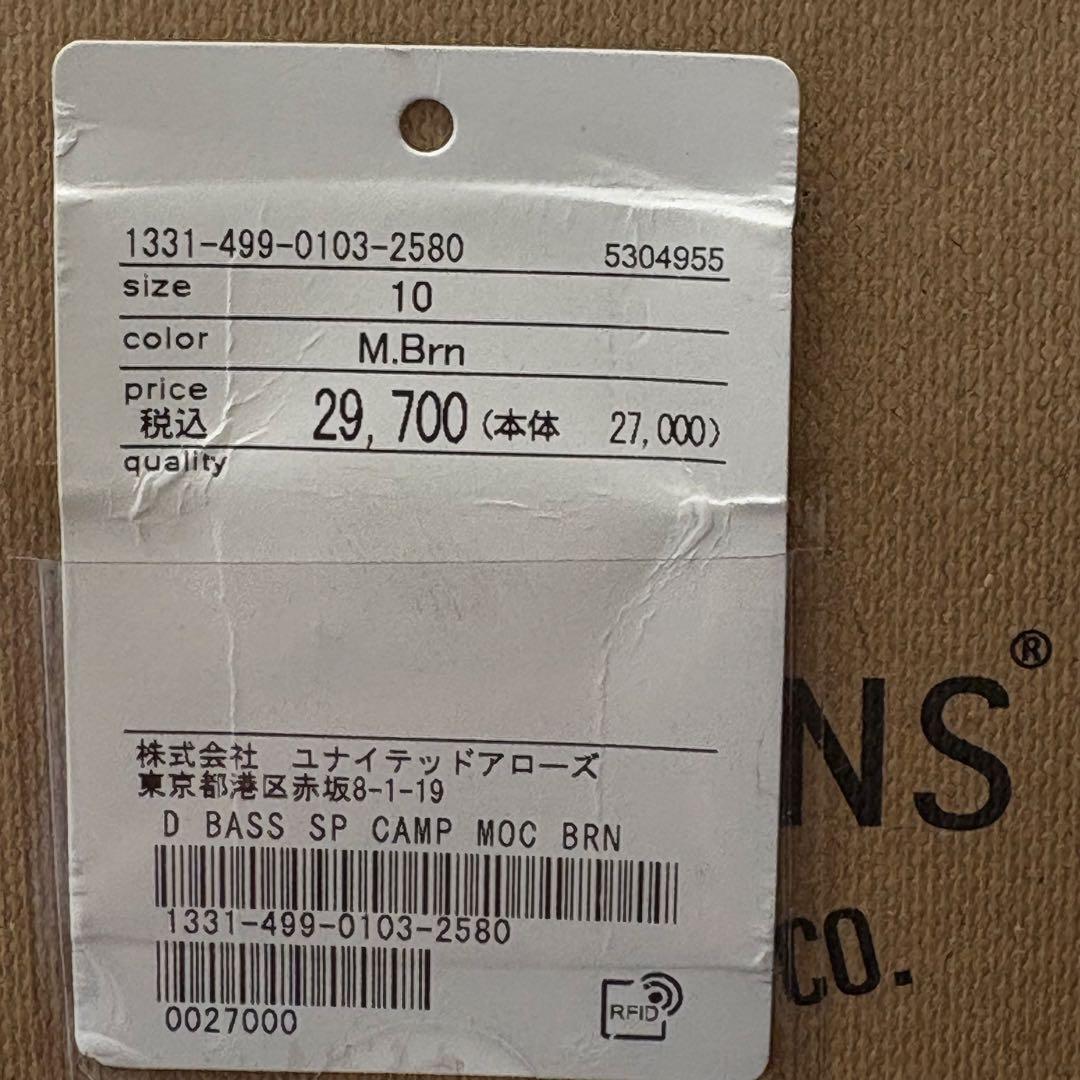 1331-499-0103-2580 5304955
size 10
color M.Brn
price
税込 29,700 (本体 27,000)
quality
株式会社 ユナイテッドアローズ
東京都港区赤坂8-1-19
D BASS SP CAMP MOC BRN
1331-499-0103-2580
0027000
RFID
NS®
CO.